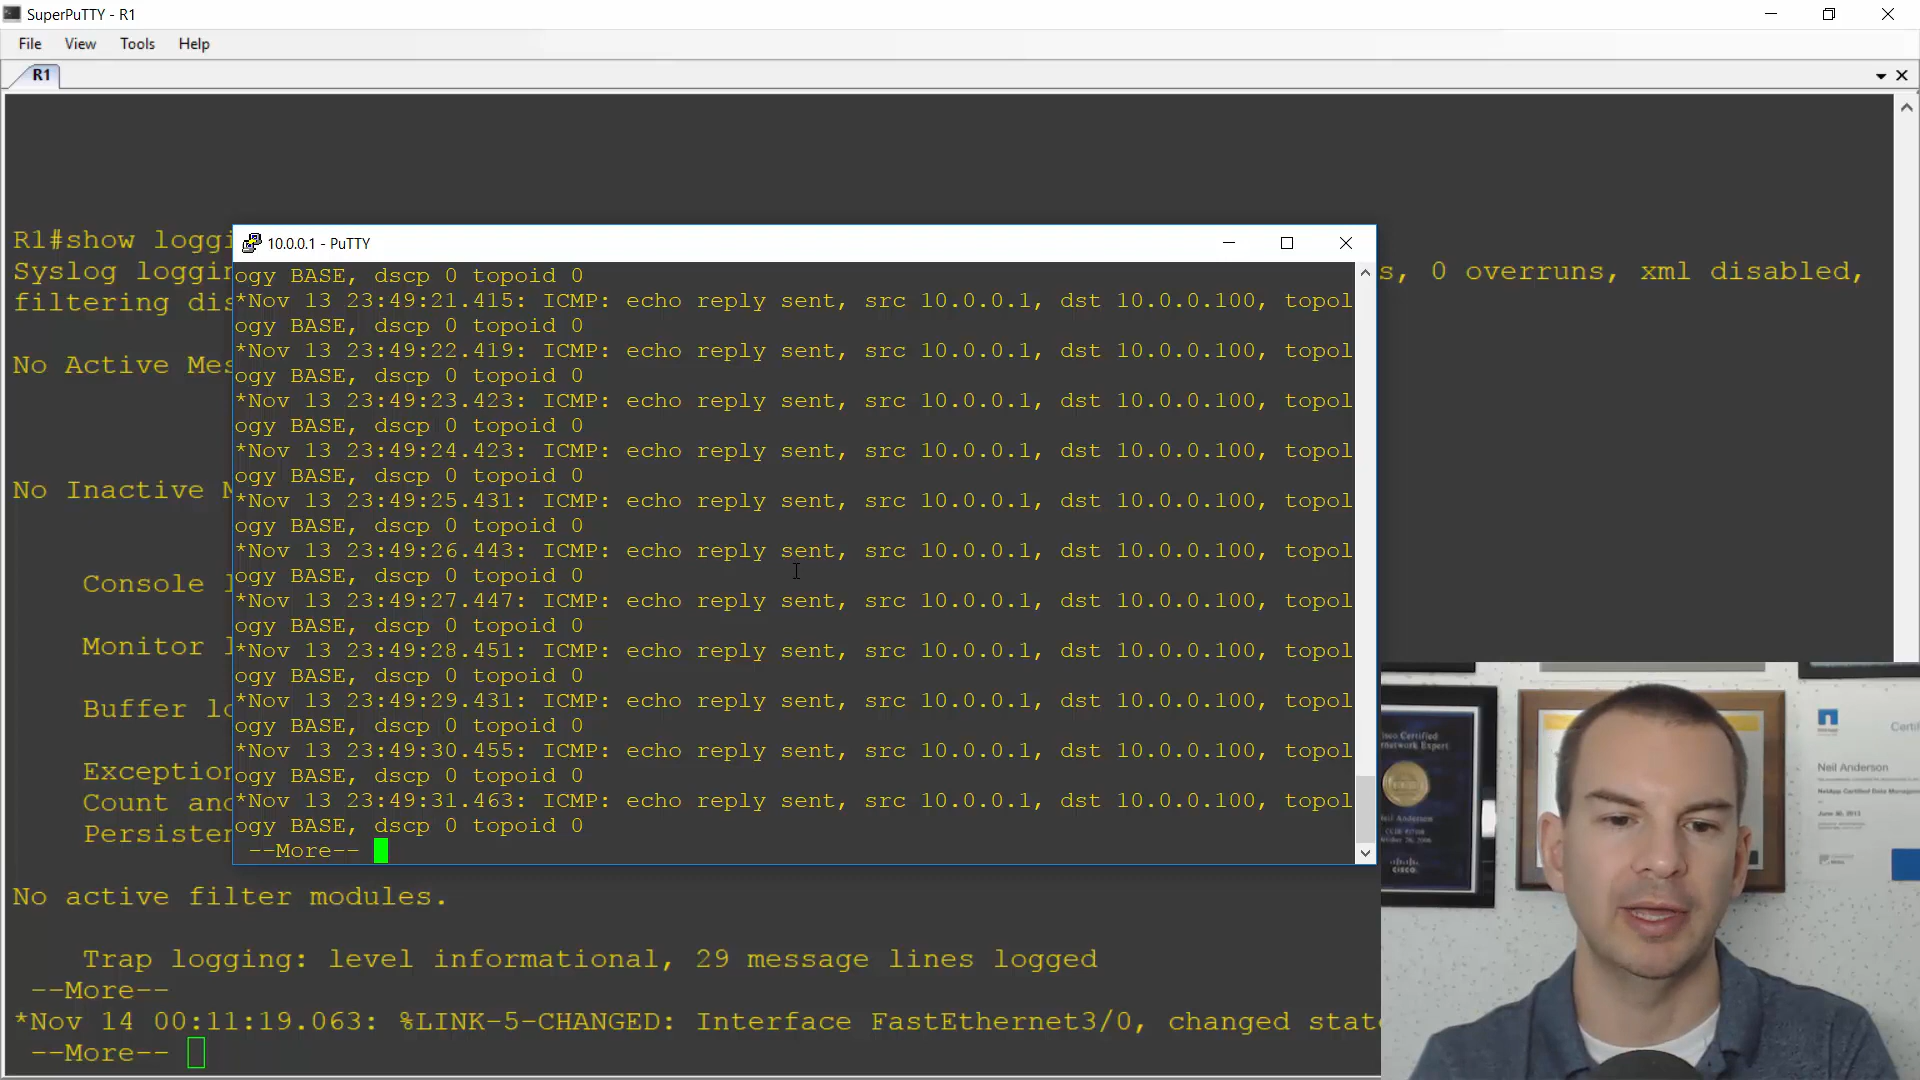 SuperPuTTY - R1
File View Tools Help
R1
R1#show loggi
Syslog loggin
s, 0 overruns, xml disabled,
filtering dis
No Active Mes
No Inactive M
Console l
Monitor l
Buffer lo
Exception
Count and
Persisten
No active filter modules.
Trap logging: level informational, 29 message lines logged
--More--
*Nov 14 00:11:19.063: %LINK-5-CHANGED: Interface FastEthernet3/0, changed state
--More--
10.0.0.1 - PuTTY
ogy BASE, dscp 0 topoid 0
*Nov 13 23:49:21.415: ICMP: echo reply sent, src 10.0.0.1, dst 10.0.0.100, topol
ogy BASE, dscp 0 topoid 0
*Nov 13 23:49:22.419: ICMP: echo reply sent, src 10.0.0.1, dst 10.0.0.100, topol
ogy BASE, dscp 0 topoid 0
*Nov 13 23:49:23.423: ICMP: echo reply sent, src 10.0.0.1, dst 10.0.0.100, topol
ogy BASE, dscp 0 topoid 0
*Nov 13 23:49:24.423: ICMP: echo reply sent, src 10.0.0.1, dst 10.0.0.100, topol
ogy BASE, dscp 0 topoid 0
*Nov 13 23:49:25.431: ICMP: echo reply sent, src 10.0.0.1, dst 10.0.0.100, topol
ogy BASE, dscp 0 topoid 0
*Nov 13 23:49:26.443: ICMP: echo reply sent, src 10.0.0.1, dst 10.0.0.100, topol
ogy BASE, dscp 0 topoid 0
*Nov 13 23:49:27.447: ICMP: echo reply sent, src 10.0.0.1, dst 10.0.0.100, topol
ogy BASE, dscp 0 topoid 0
*Nov 13 23:49:28.451: ICMP: echo reply sent, src 10.0.0.1, dst 10.0.0.100, topol
ogy BASE, dscp 0 topoid 0
*Nov 13 23:49:29.431: ICMP: echo reply sent, src 10.0.0.1, dst 10.0.0.100, topol
ogy BASE, dscp 0 topoid 0
*Nov 13 23:49:30.455: ICMP: echo reply sent, src 10.0.0.1, dst 10.0.0.100, topol
ogy BASE, dscp 0 topoid 0
*Nov 13 23:49:31.463: ICMP: echo reply sent, src 10.0.0.1, dst 10.0.0.100, topol
ogy BASE, dscp 0 topoid 0
--More--
Cisco Certified
Neil Anderson
CISCO
Neil Anderson
NetApp Certified Data Manag